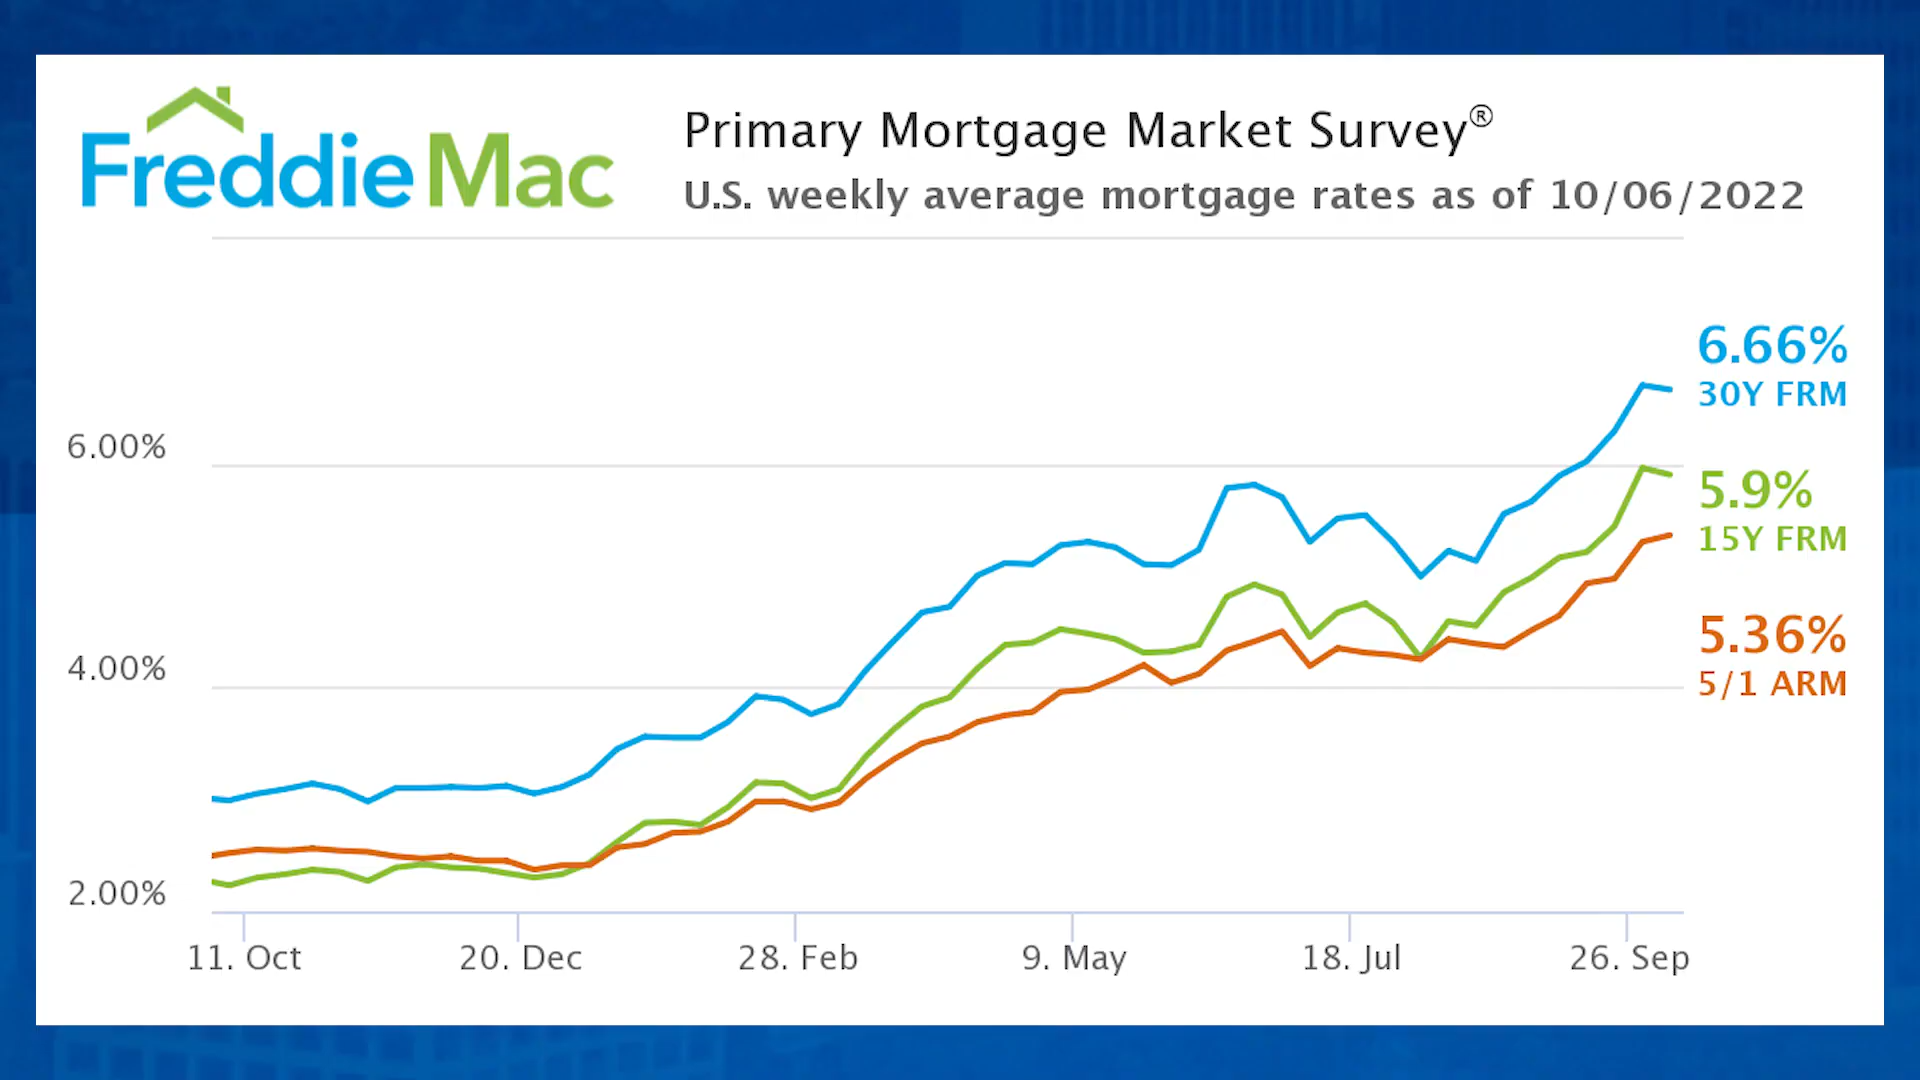 FreddieMac
Primary Mortgage Market Survey®
U.S. weekly average mortgage rates as of 10/06/2022
6.66%
30Y FRM
6.00%
5.9%
15Y FRM
5.36%
4.00%
5/1 ARM
2.00%
11. Oct 20. Dec 28. Feb 9. May 18. Jul 26. Sep